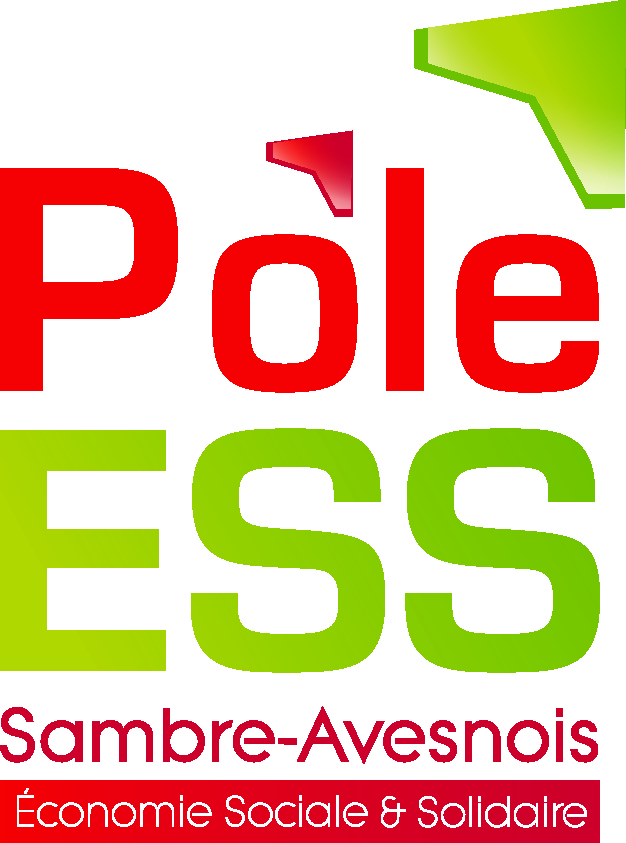 Pôle
ESS
Sambre-Avesnois
Économie Sociale & Solidaire